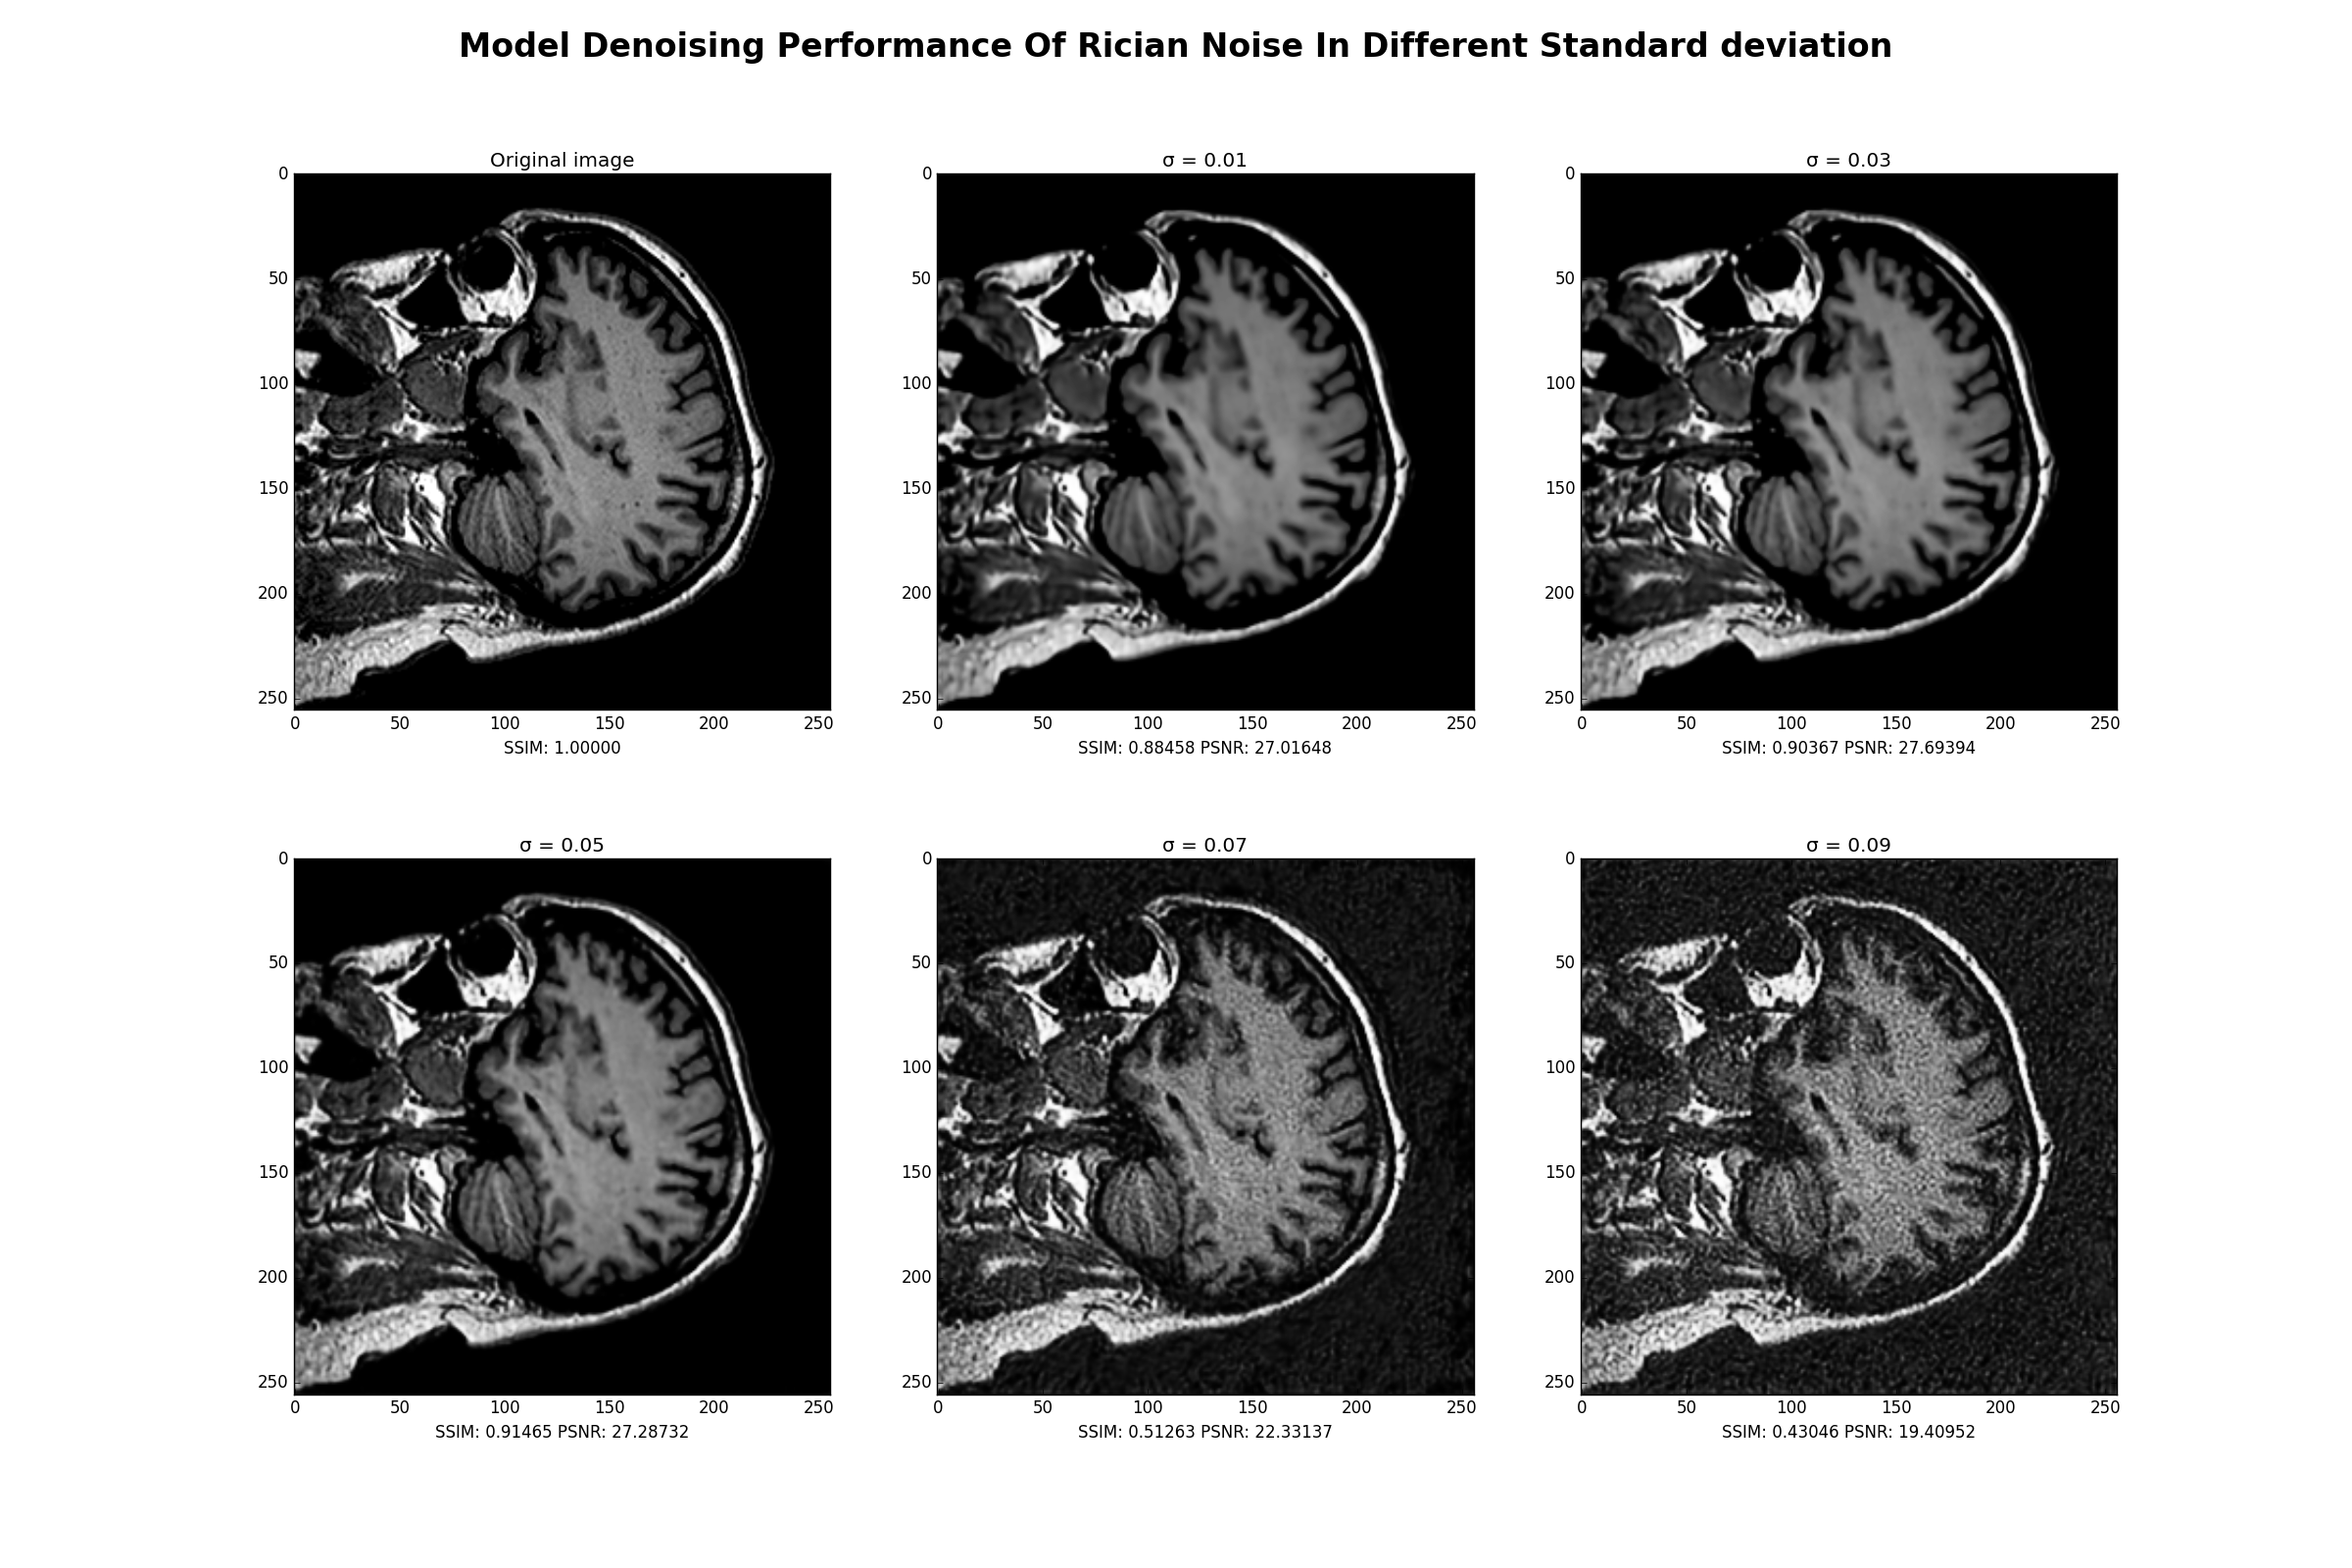 Model Denoising Performance Of Rician Noise In Different Standard deviation
Original image
0
50
100
150
200
250
0 50 100 150 200 250
SSIM: 1.00000
σ = 0.01
0
50
100
150
200
250
0 50 100 150 200 250
SSIM: 0.88458 PSNR: 27.01648
σ = 0.03
0
50
100
150
200
250
0 50 100 150 200 250
SSIM: 0.90367 PSNR: 27.69394
σ = 0.05
0
50
100
150
200
250
0 50 100 150 200 250
SSIM: 0.91465 PSNR: 27.28732
σ = 0.07
0
50
100
150
200
250
0 50 100 150 200 250
SSIM: 0.51263 PSNR: 22.33137
σ = 0.09
0
50
100
150
200
250
0 50 100 150 200 250
SSIM: 0.43046 PSNR: 19.40952